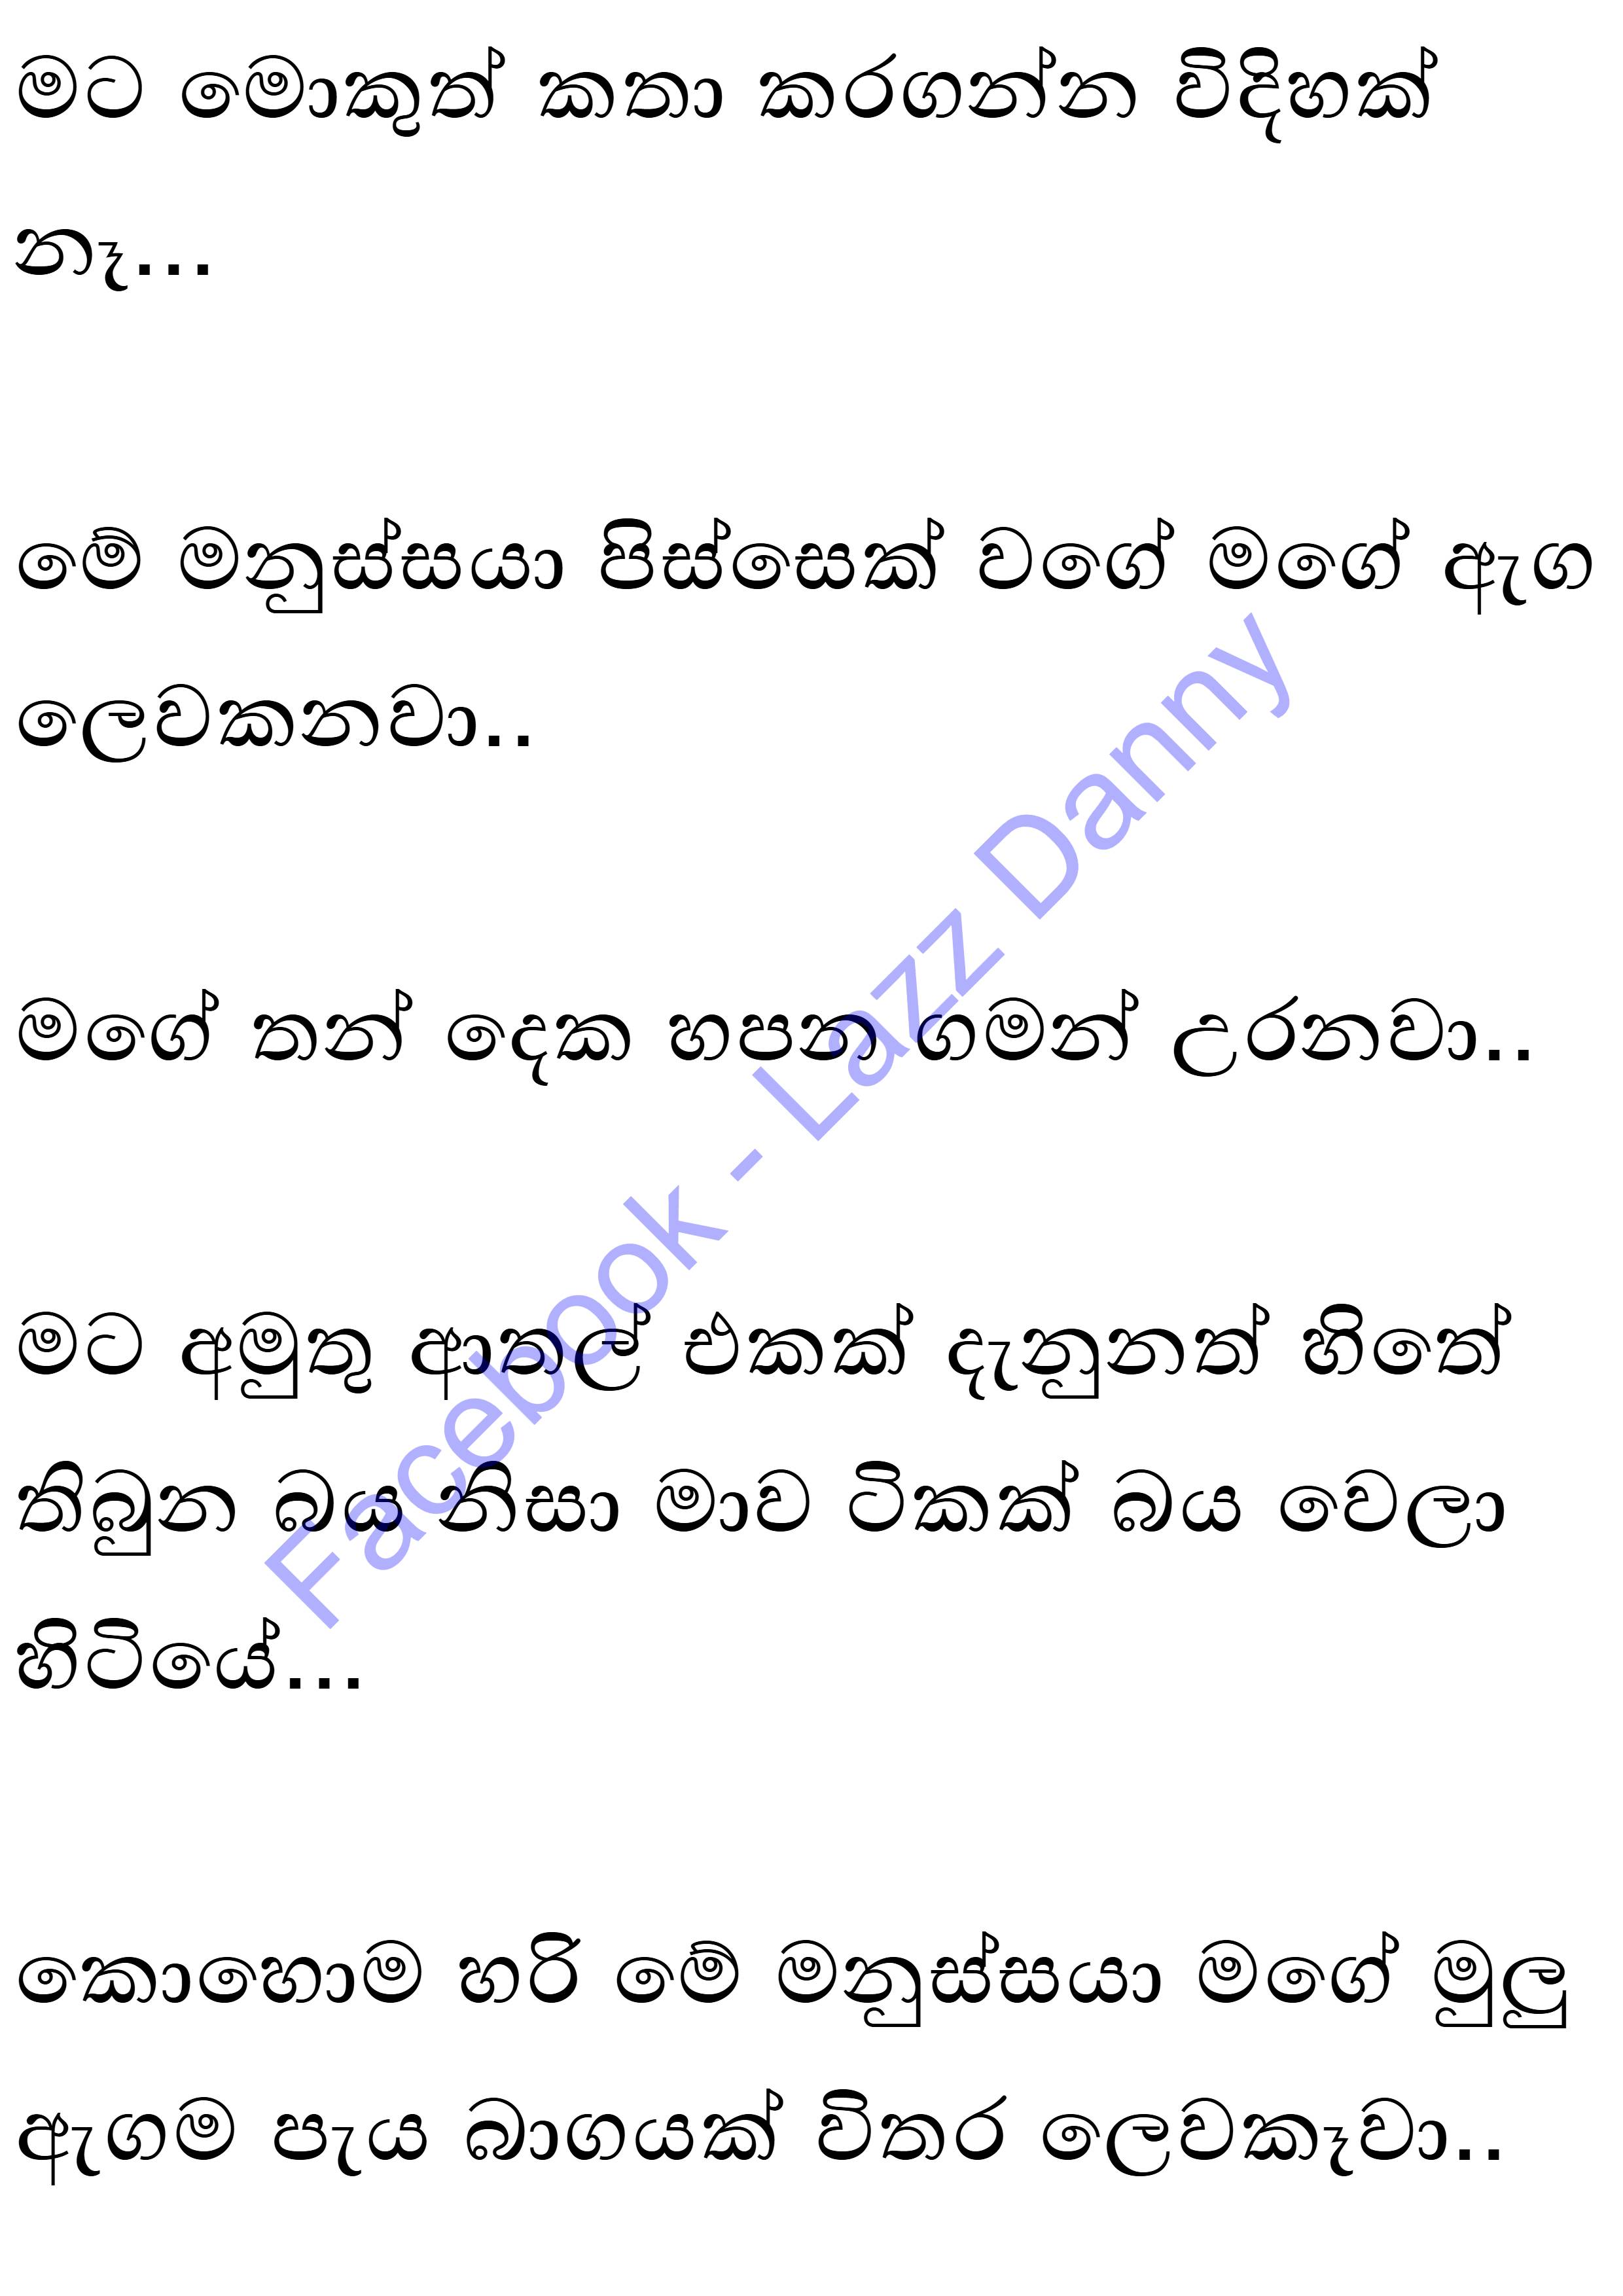 මට මොකුත් කතා කරගන්න විදිහක්
නෑ...
මේ මනුස්සයා පිස්සෙක් වගේ මගේ ඇග
ලෙවකනවා..
මගේ තන් දෙක හපන ගමන් උරනවා..
මට අමුතු ආතල් එකක් දැනුනත් හිතේ
තිබුන බය නිසා මාව ටිකක් බය වෙලා
හිටියේ...
කොහොම හරි මේ මනුස්සයා මගේ මුලු
ඇගම පැය බාගයක් විතර ලෙවකෑවා..
Facebook - Lazz Danny